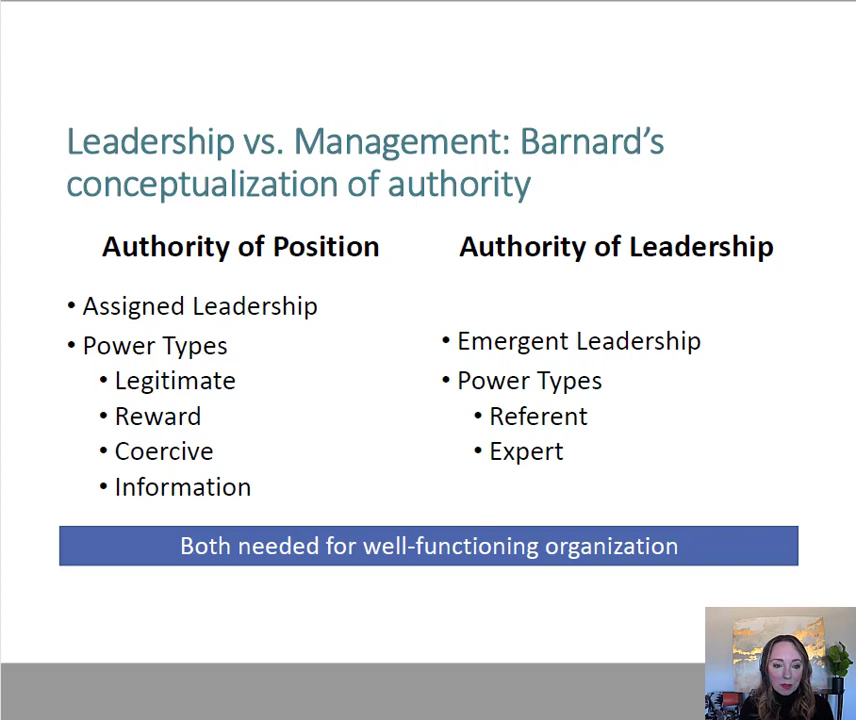 Leadership vs. Management: Barnard’s
conceptualization of authority
Authority of Position
• Assigned Leadership
• Power Types
• Legitimate
• Reward
• Coercive
• Information
Authority of Leadership
• Emergent Leadership
• Power Types
• Referent
• Expert
Both needed for well-functioning organization